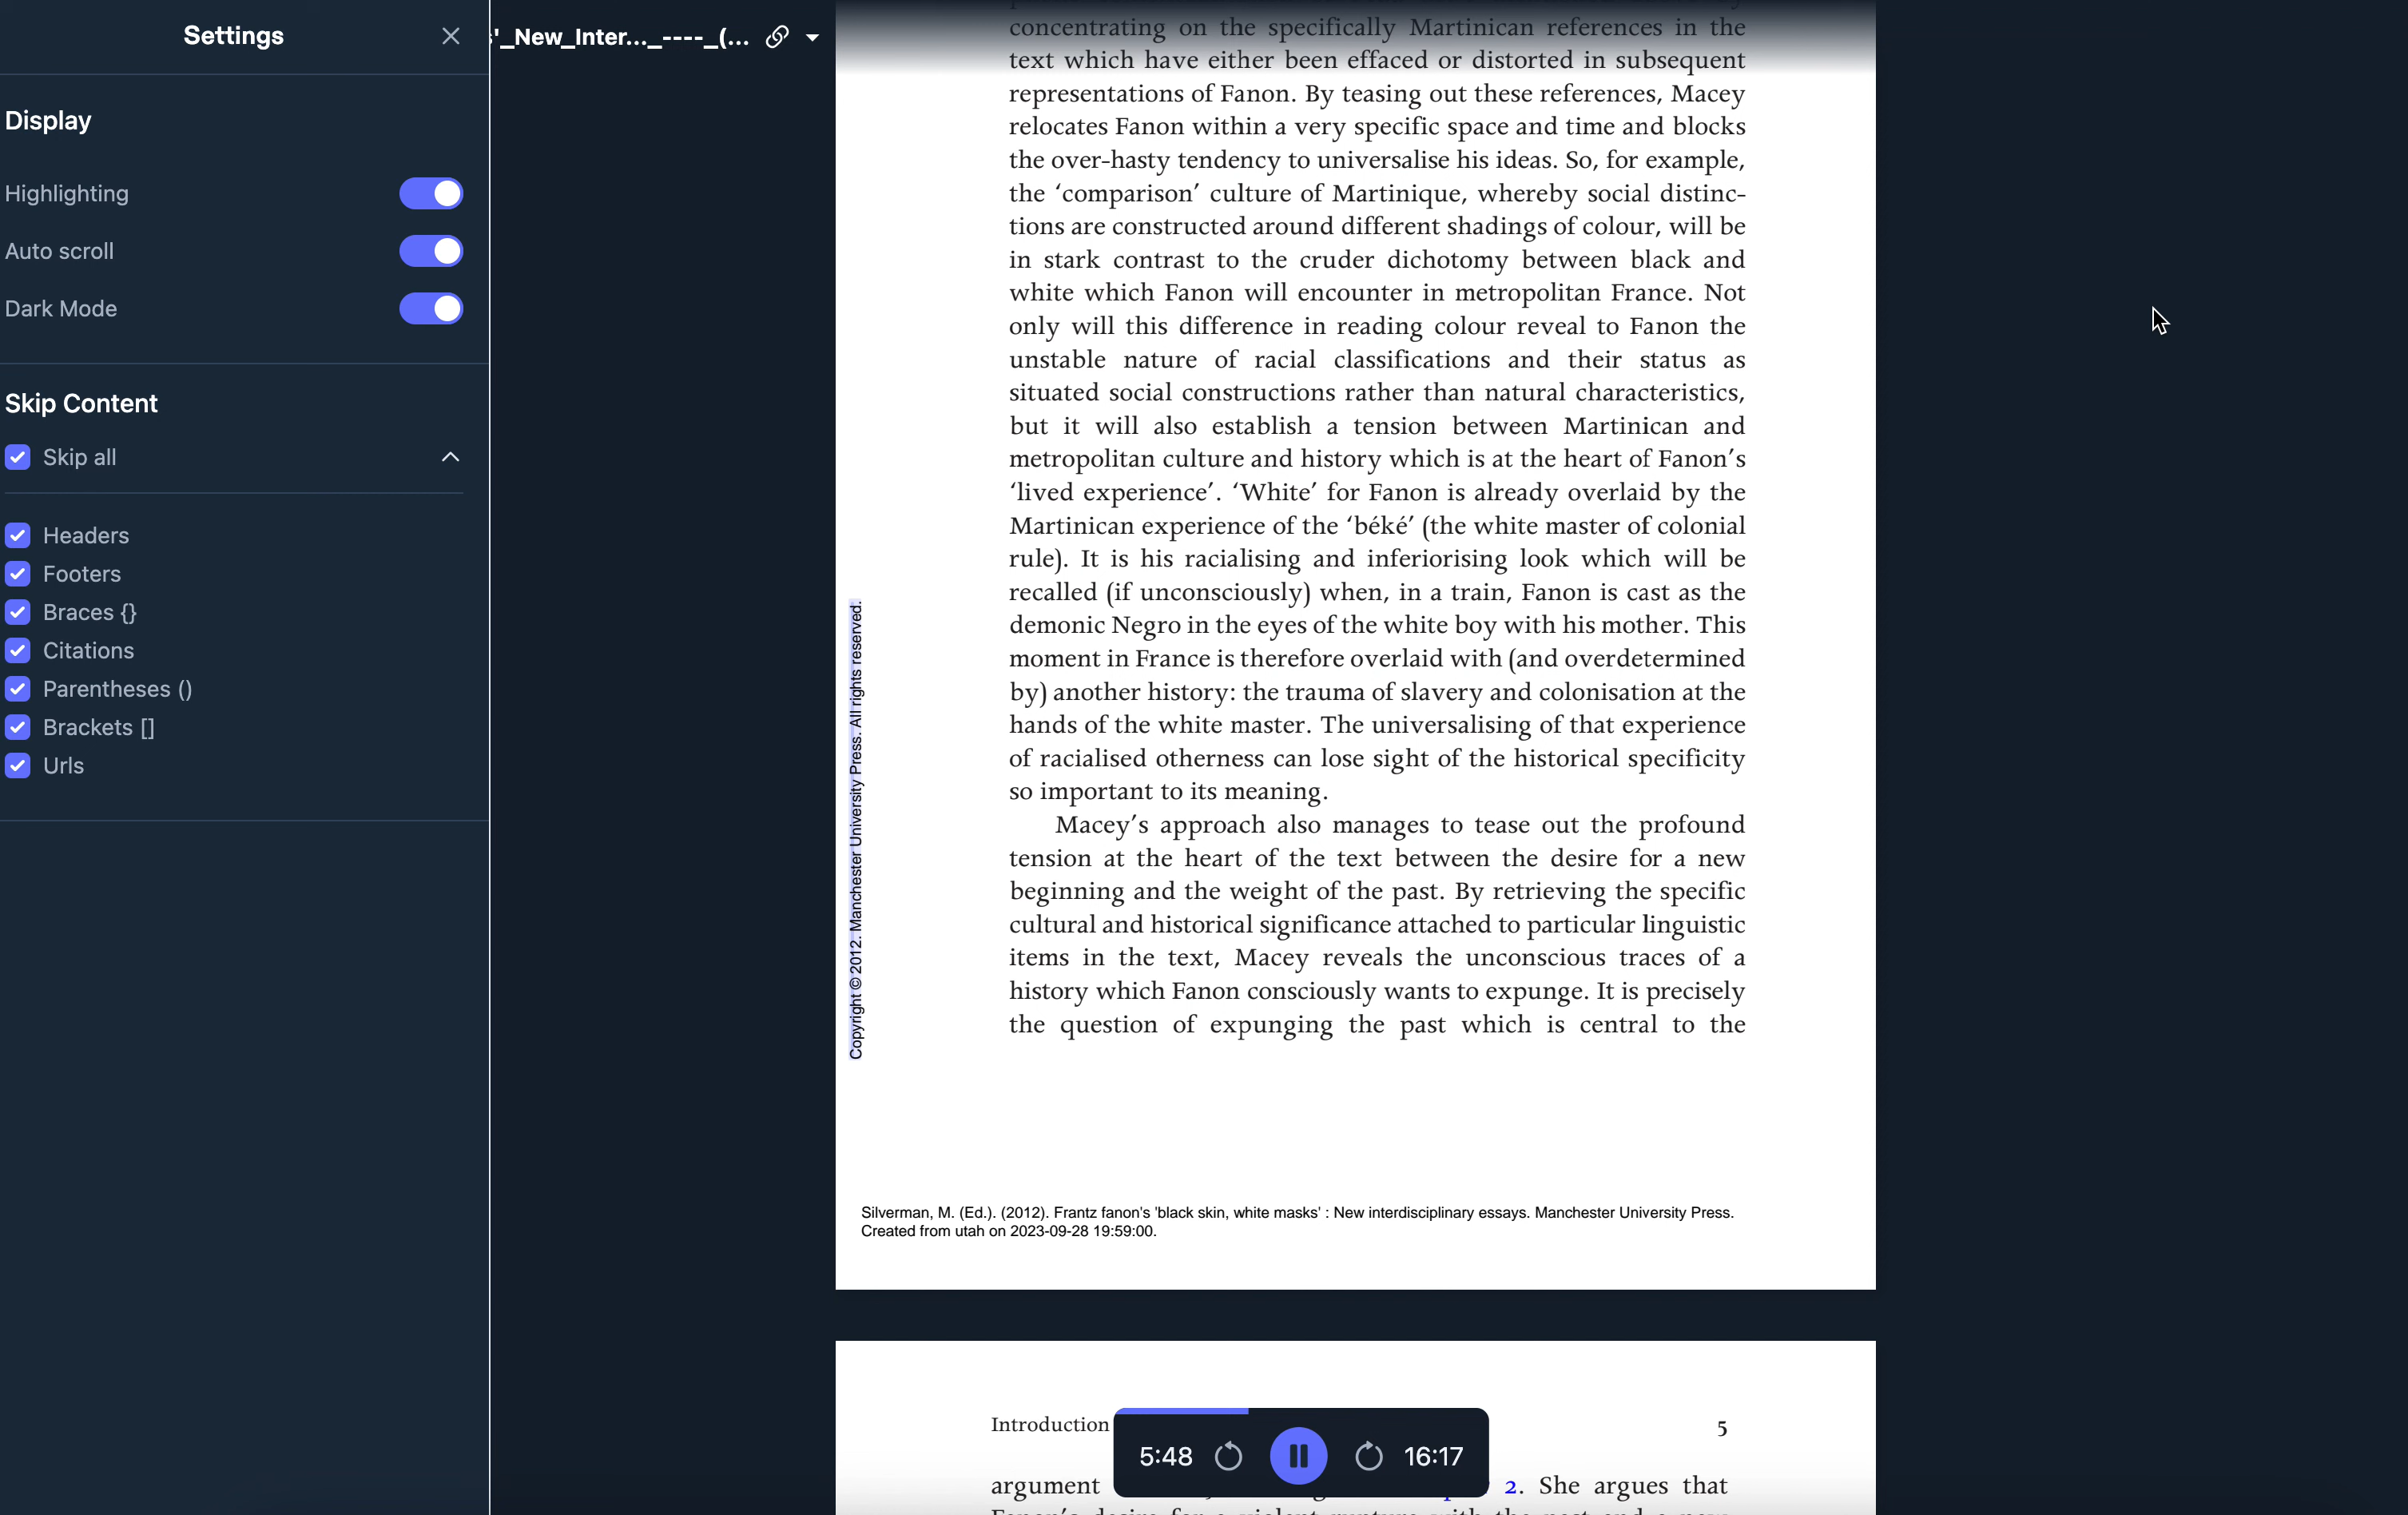 Settings
Display
Highlighting
Auto scroll
Dark Mode
Skip Content
Skip all
Headers
Footers
Braces {}
Citations
Parentheses ()
Brackets []
Urls
'_New_Inter..._----_(...
concentrating on the specifically Martinican references in the
text which have either been effaced or distorted in subsequent
representations of Fanon. By teasing out these references, Macey
relocates Fanon within a very specific space and time and blocks
the over-hasty tendency to universalise his ideas. So, for example,
the ‘comparison’ culture of Martinique, whereby social distinc-
tions are constructed around different shadings of colour, will be
in stark contrast to the cruder dichotomy between black and
white which Fanon will encounter in metropolitan France. Not
only will this difference in reading colour reveal to Fanon the
unstable nature of racial classifications and their status as
situated social constructions rather than natural characteristics,
but it will also establish a tension between Martinican and
metropolitan culture and history which is at the heart of Fanon’s
‘lived experience’. ‘White’ for Fanon is already overlaid by the
Martinican experience of the ‘béké’ (the white master of colonial
rule). It is his racialising and inferiorising look which will be
recalled (if unconsciously) when, in a train, Fanon is cast as the
demonic Negro in the eyes of the white boy with his mother. This
moment in France is therefore overlaid with (and overdetermined
by) another history: the trauma of slavery and colonisation at the
hands of the white master. The universalising of that experience
of racialised otherness can lose sight of the historical specificity
so important to its meaning.
Macey’s approach also manages to tease out the profound
tension at the heart of the text between the desire for a new
beginning and the weight of the past. By retrieving the specific
cultural and historical significance attached to particular linguistic
items in the text, Macey reveals the unconscious traces of a
history which Fanon consciously wants to expunge. It is precisely
the question of expunging the past which is central to the
Copyright © 2012. Manchester University Press. All rights reserved.
Silverman, M. (Ed.). (2012). Frantz fanon's 'black skin, white masks' : New interdisciplinary essays. Manchester University Press.
Created from utah on 2023-09-28 19:59:00.
Introduction 5
5:48 16:17
argument 2. She argues that